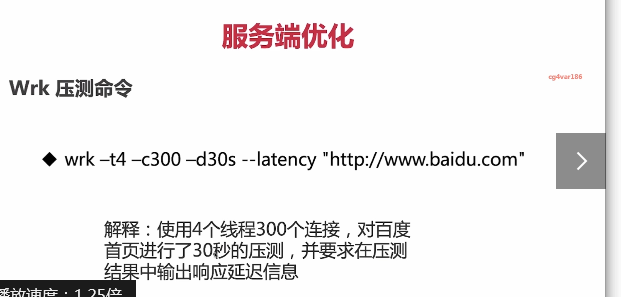 服务端优化
Wrk 压测命令
cg4var186
◆ wrk –t4 –c300 –d30s --latency "http://www.baidu.com"
解释：使用4个线程300个连接，对百度
首页进行了30秒的压测，并要求在压测
结果中输出响应延迟信息
播放速度：1.25倍